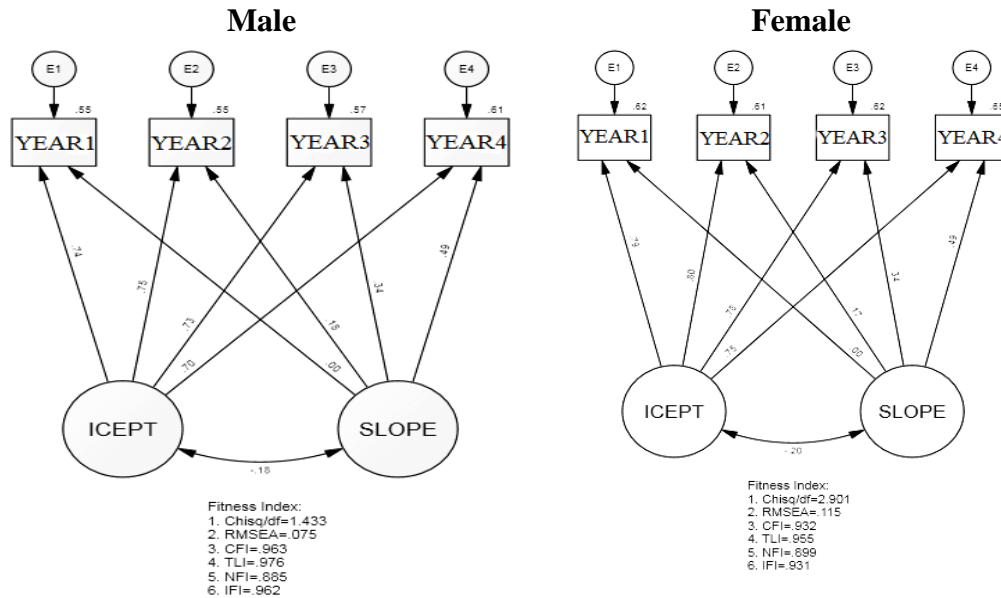 Male
Female
E1
E2
E3
E4
.55
.55
.57
.61
YEAR1
YEAR2
YEAR3
YEAR4
.74
.75
.73
.70
.00
.18
.34
.49
ICEPT
SLOPE
-.18
Fitness Index:
1. Chisq/df=1.433
2. RMSEA=.075
3. CFI=.963
4. TLI=.976
5. NFI=.885
6. IFI=.962
E1
E2
E3
E4
.62
.61
.62
YEAR1
YEAR2
YEAR3
YEAR4
.79
.80
.75
.00
.17
.34
.49
ICEPT
SLOPE
-.20
Fitness Index:
1. Chisq/df=2.901
2. RMSEA=.115
3. CFI=.932
4. TLI=.955
5. NFI=.899
6. IFI=.931